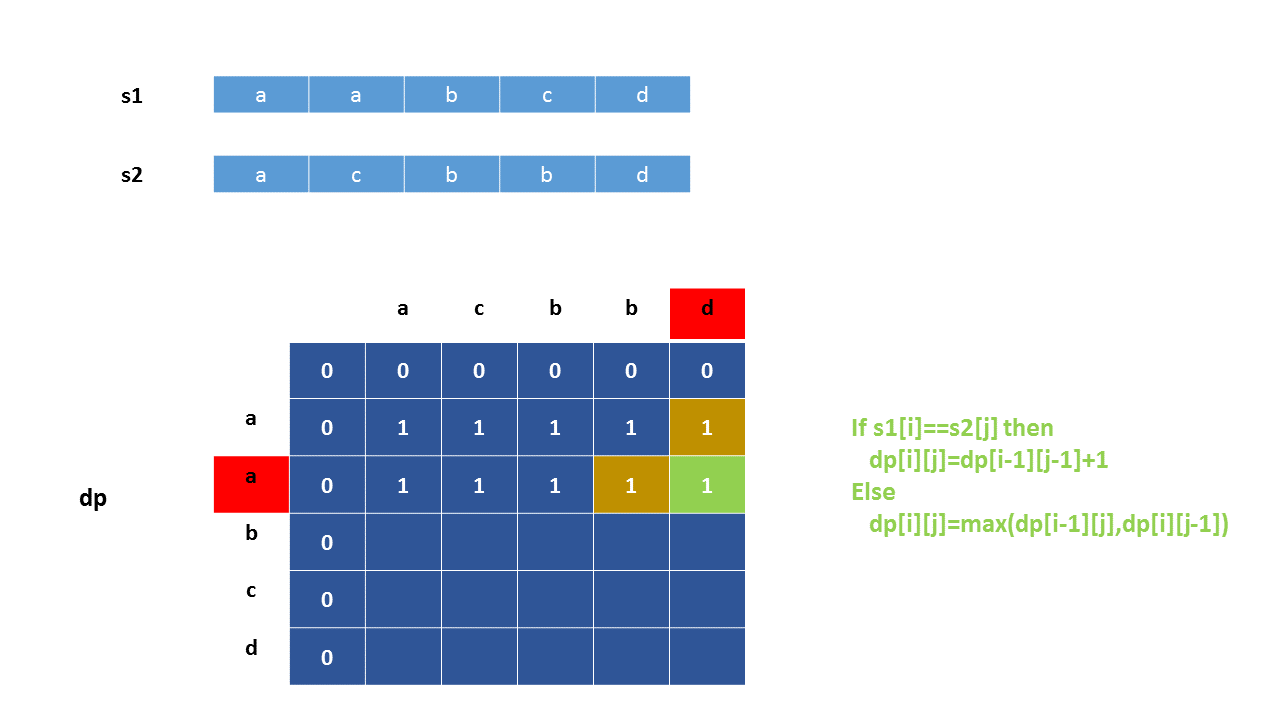 s1 a a b c d
s2 a c b b d
a c b b d
0 0 0 0 0 0
a 0 1 1 1 1 1
a 0 1 1 1 1 1
dp
b 0
c 0
d 0
If s1[i]==s2[j] then
dp[i][j]=dp[i-1][j-1]+1
Else
dp[i][j]=max(dp[i-1][j],dp[i][j-1])